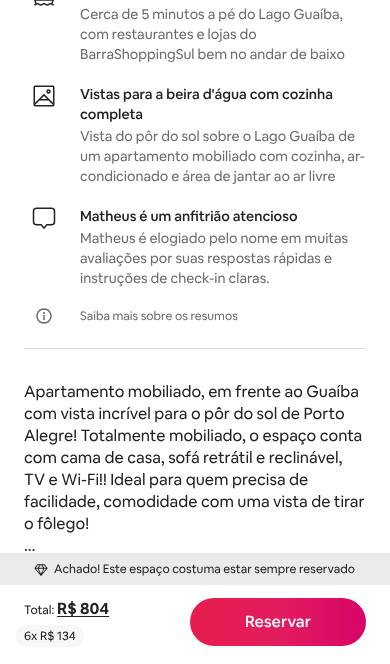 Cerca de 5 minutos a pé do Lago Guaíba,
com restaurantes e lojas do
BarraShoppingSul bem no andar de baixo
Vistas para a beira d'água com cozinha
completa
Vista do pôr do sol sobre o Lago Guaíba de
um apartamento mobiliado com cozinha, ar-
condicionado e área de jantar ao ar livre
Matheus é um anfitrião atencioso
Matheus é elogiado pelo nome em muitas
avaliações por suas respostas rápidas e
instruções de check-in claras.
Saiba mais sobre os resumos
Apartamento mobiliado, em frente ao Guaíba
com vista incrível para o pôr do sol de Porto
Alegre! Totalmente mobiliado, o espaço conta
com cama de casa, sofá retrátil e reclinável,
TV e Wi-Fi!! Ideal para quem precisa de
facilidade, comodidade com uma vista de tirar
o fôlego!
...
Achado! Este espaço costuma estar sempre reservado
Total: R$ 804
6x R$ 134
Reservar